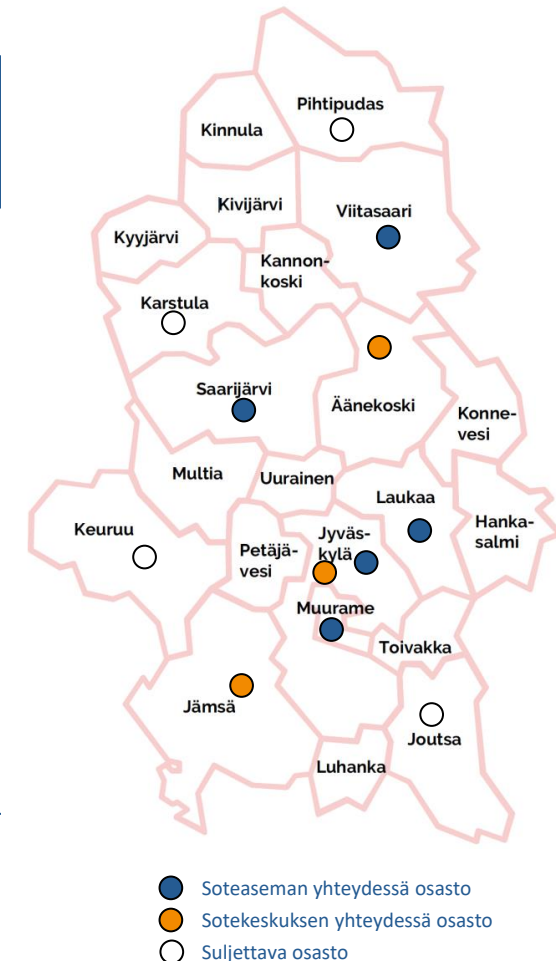 Pihtipudas
Kinnula
Kivijärvi
Viitasaari
Kyyjärvi
Kannon-
koski
Karstula
Saarijärvi
Äänekoski
Konne-
vesi
Multia
Uurainen
Laukaa
Keuruu
Petäjä-
vesi
Jyväs-
kylä
Hanka-
salmi
Muurame
Toivakka
Jämsä
Joutsa
Luhanka
Soteaseman yhteydessä osasto
Sotekeskuksen yhteydessä osasto
Suljettava osasto